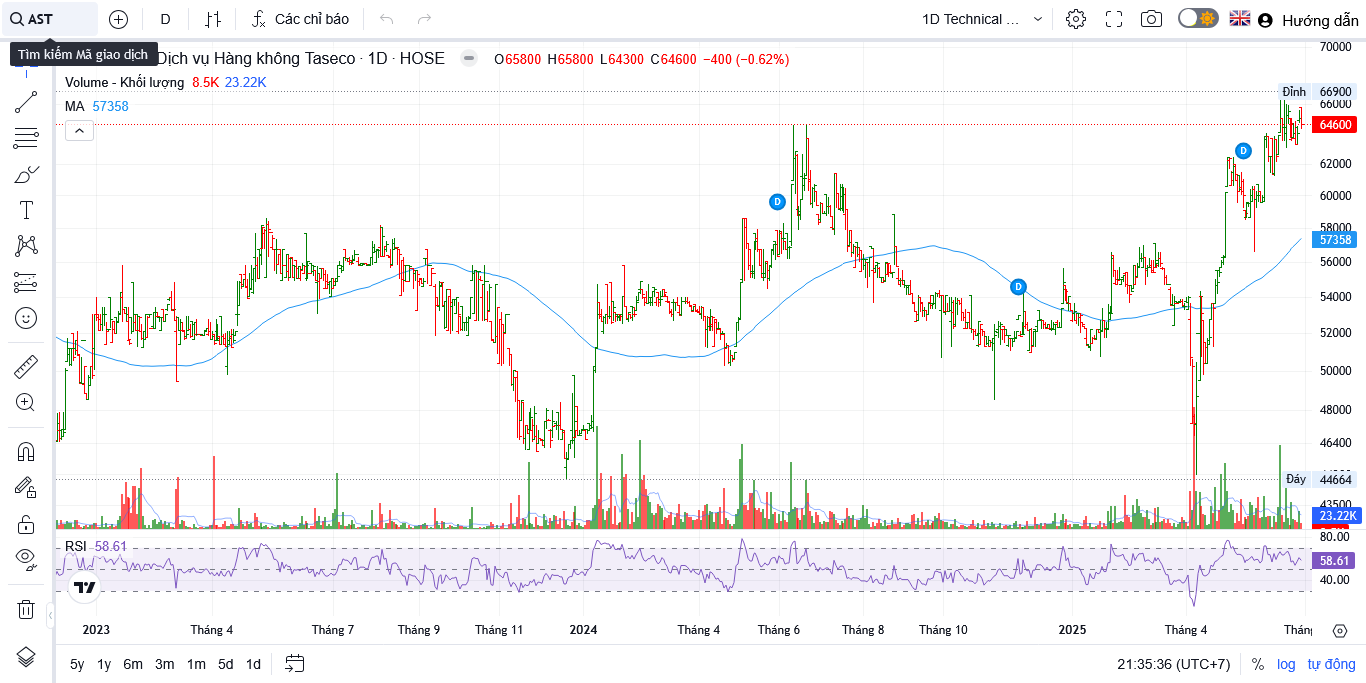 AST
D
Các chỉ báo
1D Technical ...
Hướng dẫn
Tìm kiếm Mã giao dịch
Dịch vụ Hàng không Taseco · 1D · HOSE
O65800 H65800 L64300 C64600 −400 (−0.62%)
Volume - Khối lượng 8.5K 23.22K
MA 57358
70000
Đỉnh 66900
66000
64600
62000
60000
58000
57358
56000
54000
52000
50000
48000
46400
Đáy 44664
43500
23.22K
D
D
D
RSI 58.61
80.00
58.61
40.00
2023
Tháng 4
Tháng 7
Tháng 9
Tháng 11
2024
Tháng 4
Tháng 6
Tháng 8
Tháng 10
2025
Tháng 4
Thán
5y 1y 6m 3m 1m 5d 1d
21:35:36 (UTC+7)
%
log
tự động